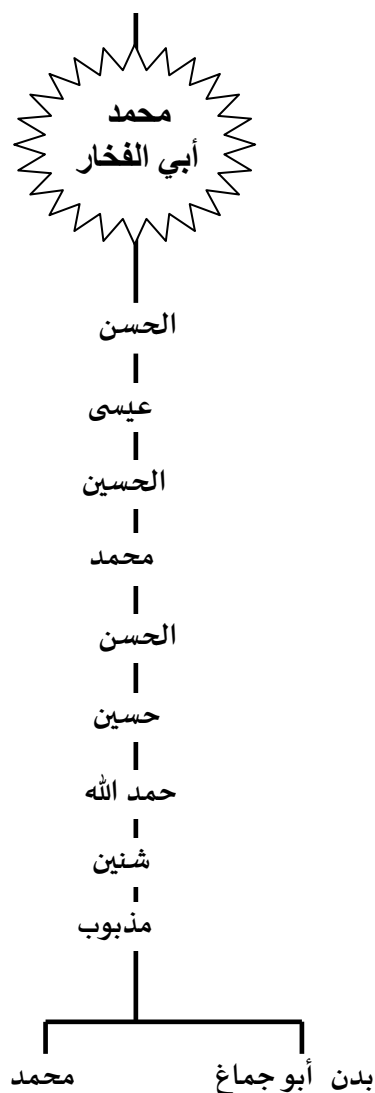 محمد
أبي الفخار
الحسن
عيسى
الحسين
محمد
الحسن
حسين
حمد الله
شنين
مذبوب
بدن أبو جماغ
محمد